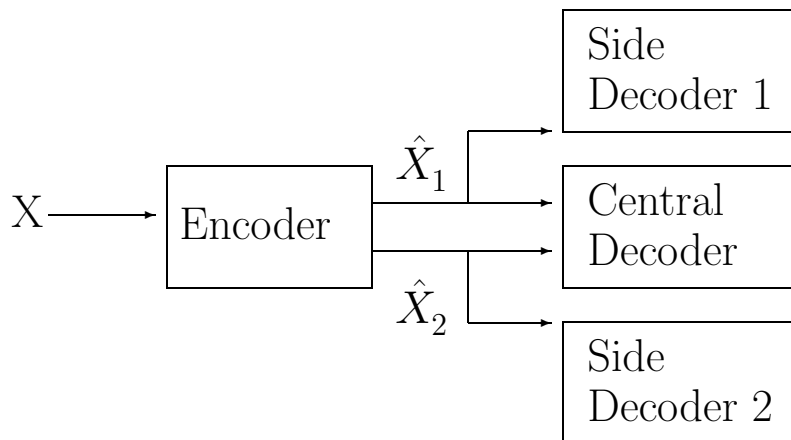 Side
Decoder 1
X̂₁
X
Encoder
Central
Decoder
X̂₂
Side
Decoder 2